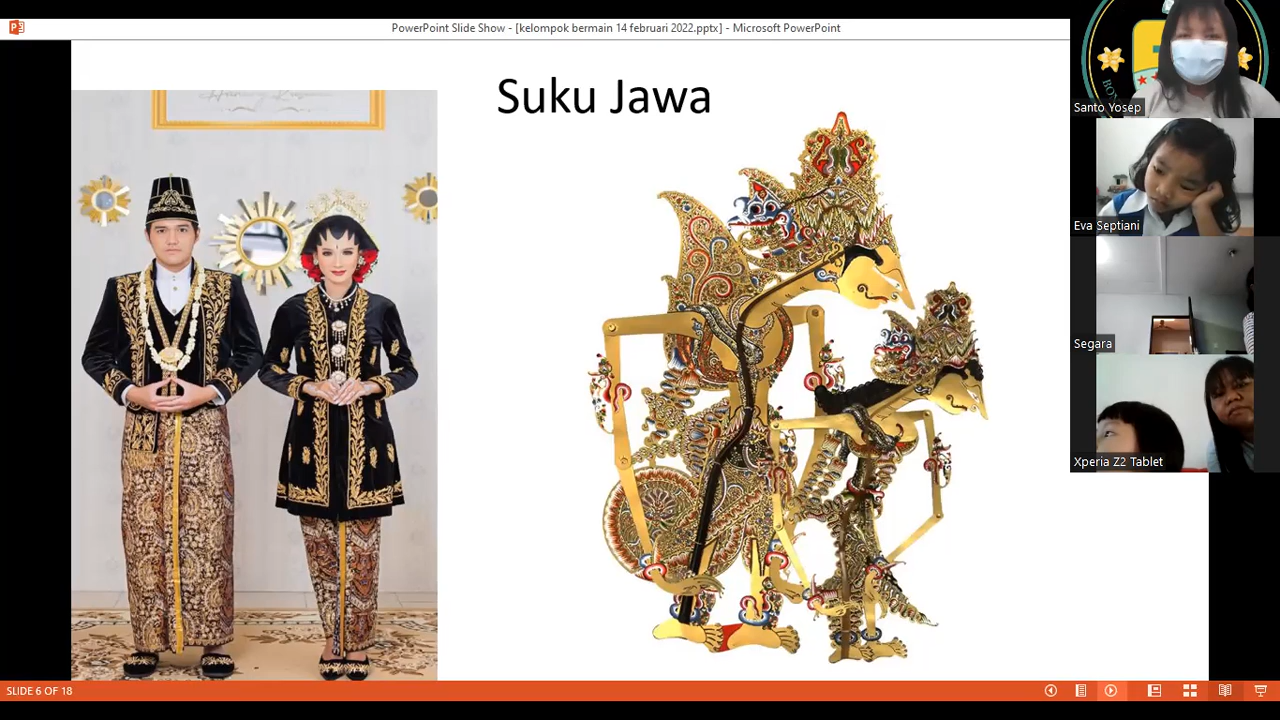 PowerPoint Slide Show - [kelompok bermain 14 februari 2022.pptx] - Microsoft PowerPoint
Suku Jawa
Santo Yosep
Eva Septiani
Segara
Xperia Z2 Tablet
SLIDE 6 OF 18